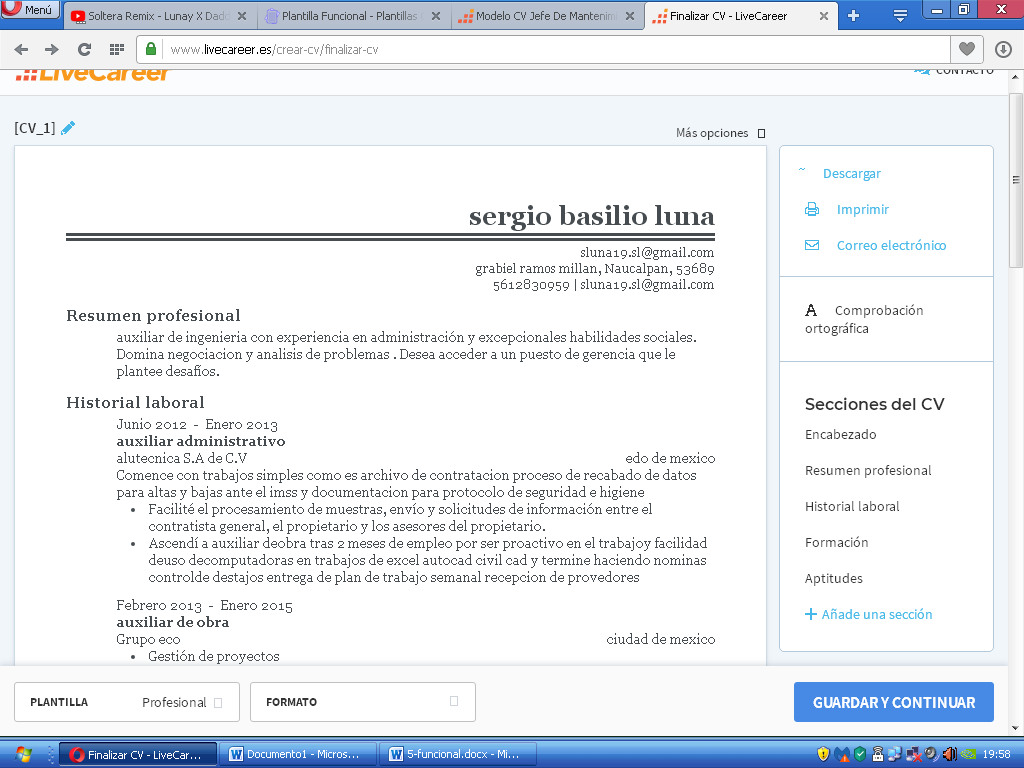 Menú
Soltera Remix - Lunay X Dadd
Plantilla Funcional - Plantillas
Modelo CV Jefe De Mantenim
Finalizar CV - LiveCareer
www.livecareer.es/crear-cv/finalizar-cv
LiveCareer
CONTACTO
[CV_1]
Más opciones
sergio basilio luna
sluna19.sl@gmail.com
grabiel ramos millan, Naucalpan, 53689
5612830959 | sluna19.sl@gmail.com
Resumen profesional
auxiliar de ingenieria con experiencia en administración y excepcionales habilidades sociales.
Domina negociacion y analisis de problemas . Desea acceder a un puesto de gerencia que le
plantee desafíos.
Historial laboral
Junio 2012 - Enero 2013
auxiliar administrativo
alutecnica S.A de C.V edo de mexico
Comence con trabajos simples como es archivo de contratacion proceso de recabado de datos
para altas y bajas ante el imss y documentacion para protocolo de seguridad e higiene
• Facilité el procesamiento de muestras, envío y solicitudes de información entre el
contratista general, el propietario y los asesores del propietario.
• Ascendí a auxiliar deobra tras 2 meses de empleo por ser proactivo en el trabajoy facilidad
deuso decomputadoras en trabajos de excel autocad civil cad y termine haciendo nominas
controlde destajos entrega de plan de trabajo semanal recepcion de provedores
Febrero 2013 - Enero 2015
auxiliar de obra
Grupo eco ciudad de mexico
• Gestión de proyectos
Descargar
Imprimir
Correo electrónico
A Comprobación
ortográfica
Secciones del CV
Encabezado
Resumen profesional
Historial laboral
Formación
Aptitudes
+ Añade una sección
PLANTILLA Profesional
FORMATO
GUARDAR Y CONTINUAR
Finalizar CV - LiveCar...
Documento1 - Micros...
5-funcional.docx - Mi...
19:58